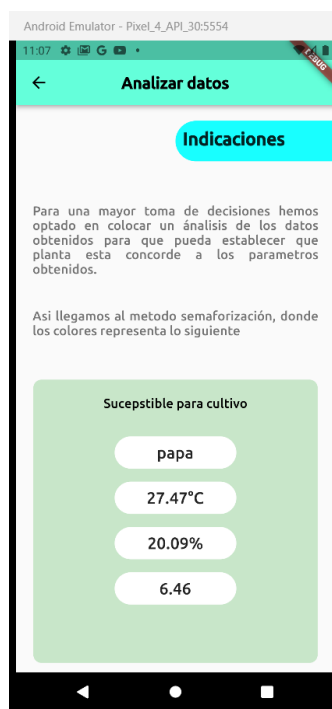 Android Emulator - Pixel_4_API_30:5554
11:07
DEBUG
Analizar datos
Indicaciones
Para una mayor toma de decisiones hemos
optado en colocar un ánalisis de los datos
obtenidos para que pueda establecer que
planta esta concorde a los parametros
obtenidos.
Asi llegamos al metodo semaforización, donde
los colores representa lo siguiente
Sucepstible para cultivo
papa
27.47°C
20.09%
6.46